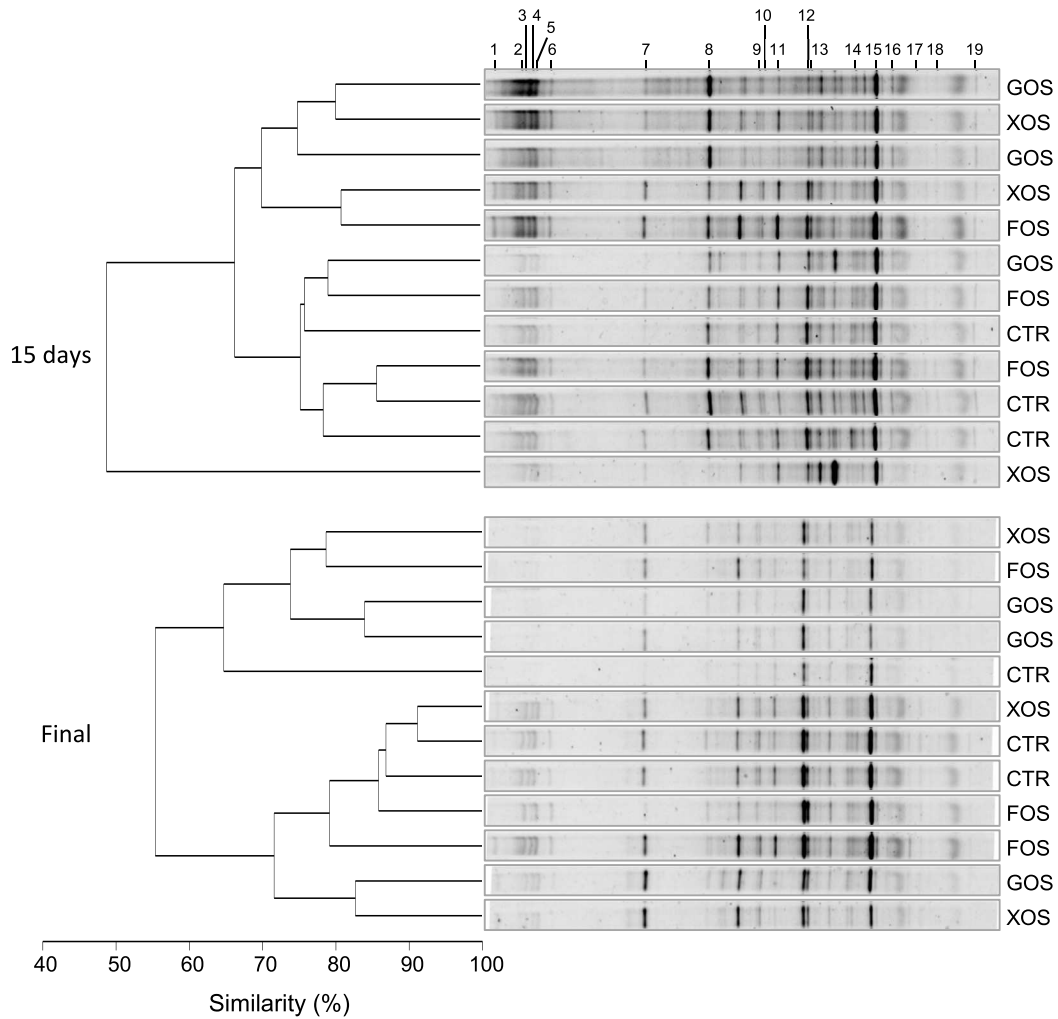 3 4
10
12
5
1 2 6 7 8 9 11 13 14 15 16 17 18 19
GOS
XOS
GOS
XOS
FOS
GOS
FOS
15 days
CTR
FOS
CTR
CTR
XOS
XOS
FOS
GOS
GOS
CTR
XOS
Final
CTR
CTR
FOS
FOS
GOS
XOS
40 50 60 70 80 90 100
Similarity (%)